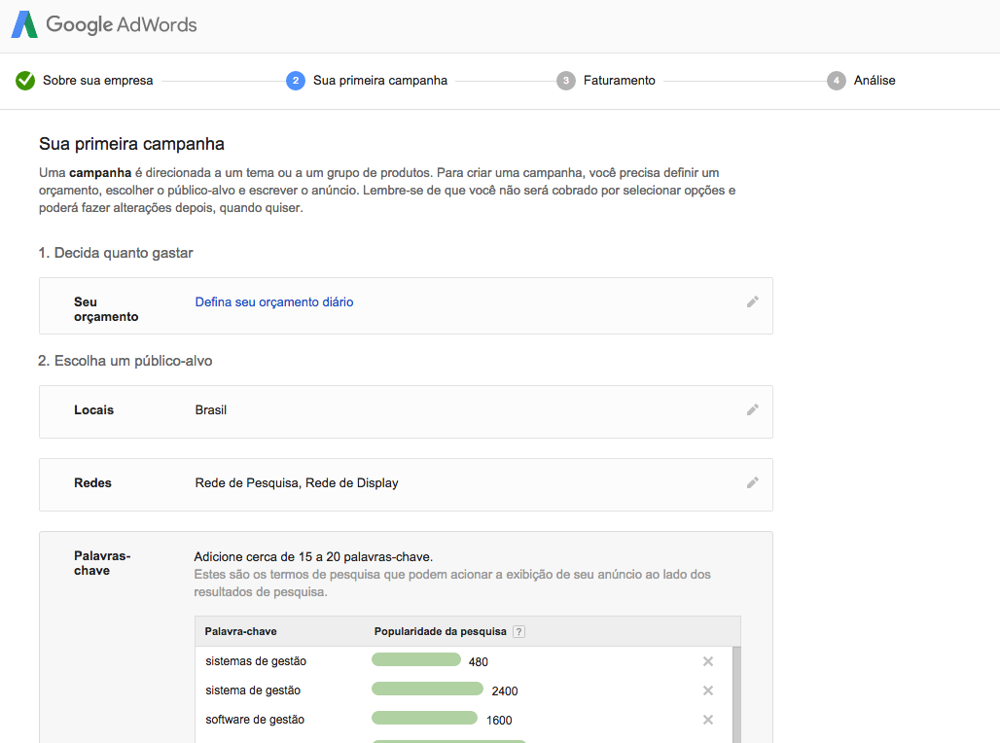 Google AdWords
Sobre sua empresa
2 Sua primeira campanha
3 Faturamento
4 Análise
Sua primeira campanha
Uma campanha é direcionada a um tema ou a um grupo de produtos. Para criar uma campanha, você precisa definir um
orçamento, escolher o público-alvo e escrever o anúncio. Lembre-se de que você não será cobrado por selecionar opções e
poderá fazer alterações depois, quando quiser.
1. Decida quanto gastar
Seu
orçamento
Defina seu orçamento diário
2. Escolha um público-alvo
Locais
Brasil
Redes
Rede de Pesquisa, Rede de Display
Palavras-
chave
Adicione cerca de 15 a 20 palavras-chave.
Estes são os termos de pesquisa que podem acionar a exibição de seu anúncio ao lado dos
resultados de pesquisa.
Palavra-chave
Popularidade da pesquisa ?
sistemas de gestão 480
sistema de gestão 2400
software de gestão 1600